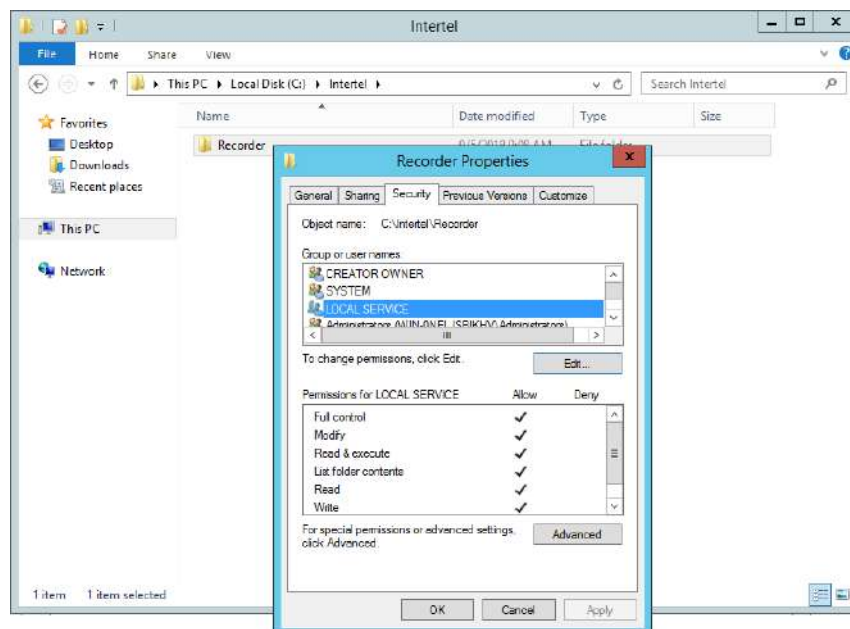 Intertel
File Home Share View
This PC Local Disk (C:) Intertel
Search Intertel
Name Date modified Type Size
Favorites
Desktop
Downloads
Recent places
This PC
Network
Recorder
Recorder Properties
x
General Sharing Security Previous Versions Customize
Object name: C:\Intertel\Recorder
Group or user names:
CREATOR OWNER
SYSTEM
LOCAL SERVICE
To change permissions, click Edit.
Edit...
Permissions for LOCAL SERVICE Allow Deny
Full control
Modify
Read & execute
List folder contents
Read
Write
For special permissions or advanced settings,
click Advanced.
Advanced
OK Cancel Apply
1 item 1 item selected